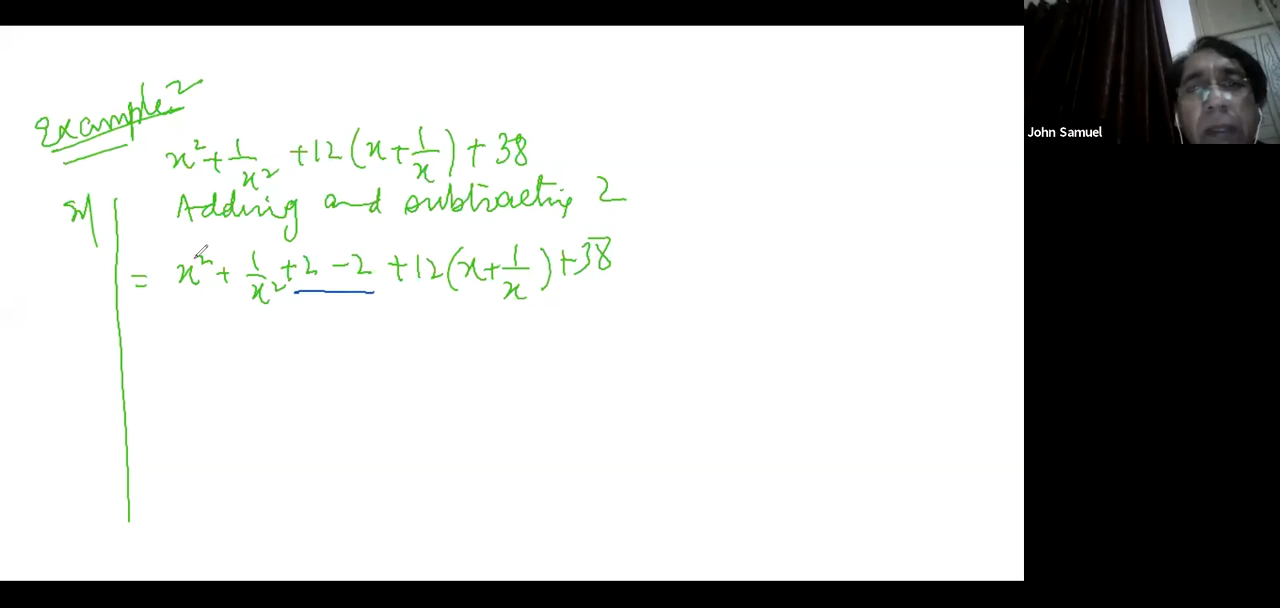 Example 2
x² + 1/x² + 12(x + 1/x) + 38
Adding and subtracting 2
= x² + 1/x² + 2 - 2 + 12(x + 1/x) + 38
John Samuel